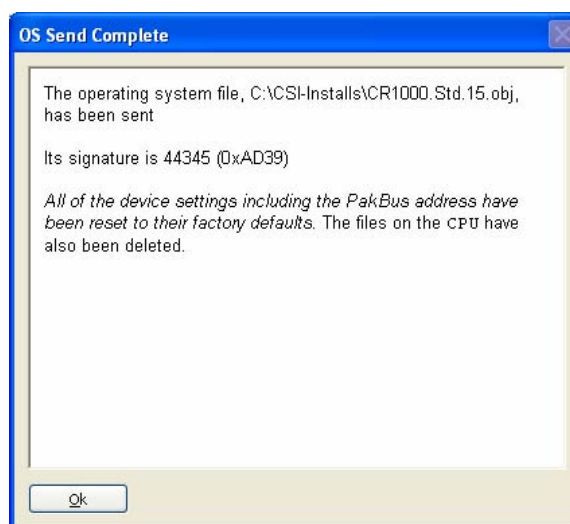 OS Send Complete
The operating system file, C:\CSI-Installs\CR1000.Std.15.obj,
has been sent
Its signature is 44345 (0xAD39)
All of the device settings including the PakBus address have
been reset to their factory defaults. The files on the CPU have
also been deleted.
Ok